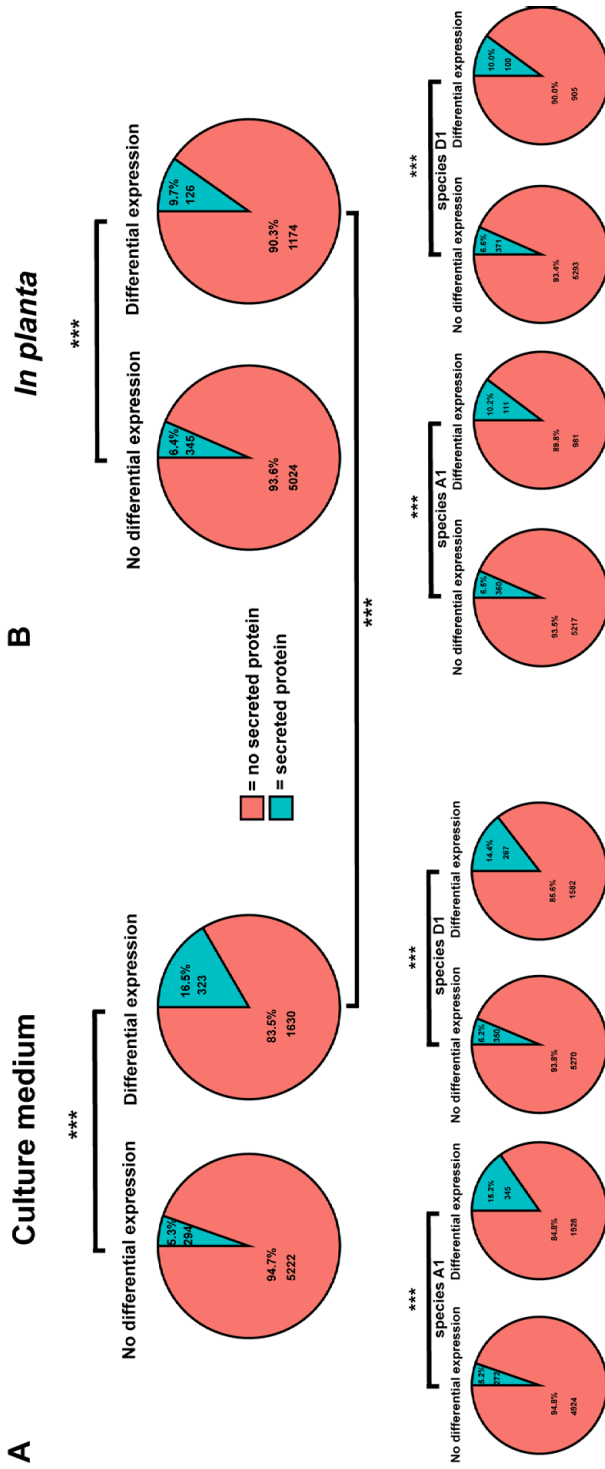 A
Culture medium
***
No differential expression
Differential expression
5.3%
294
94.7%
5222
16.5%
323
83.5%
1630
= no secreted protein
= secreted protein
***
B
In planta
***
No differential expression
Differential expression
6.4%
345
93.6%
5024
9.7%
126
90.3%
1174
***
species A1
No differential expression
Differential expression
5.2%
272
94.8%
4924
15.2%
345
84.8%
1928
***
species D1
No differential expression
Differential expression
6.2%
350
93.8%
5270
14.4%
267
85.6%
1582
***
species A1
No differential expression
Differential expression
6.5%
360
93.5%
5217
10.2%
111
89.8%
981
***
species D1
No differential expression
Differential expression
6.6%
371
93.4%
5293
10.0%
100
90.0%
905